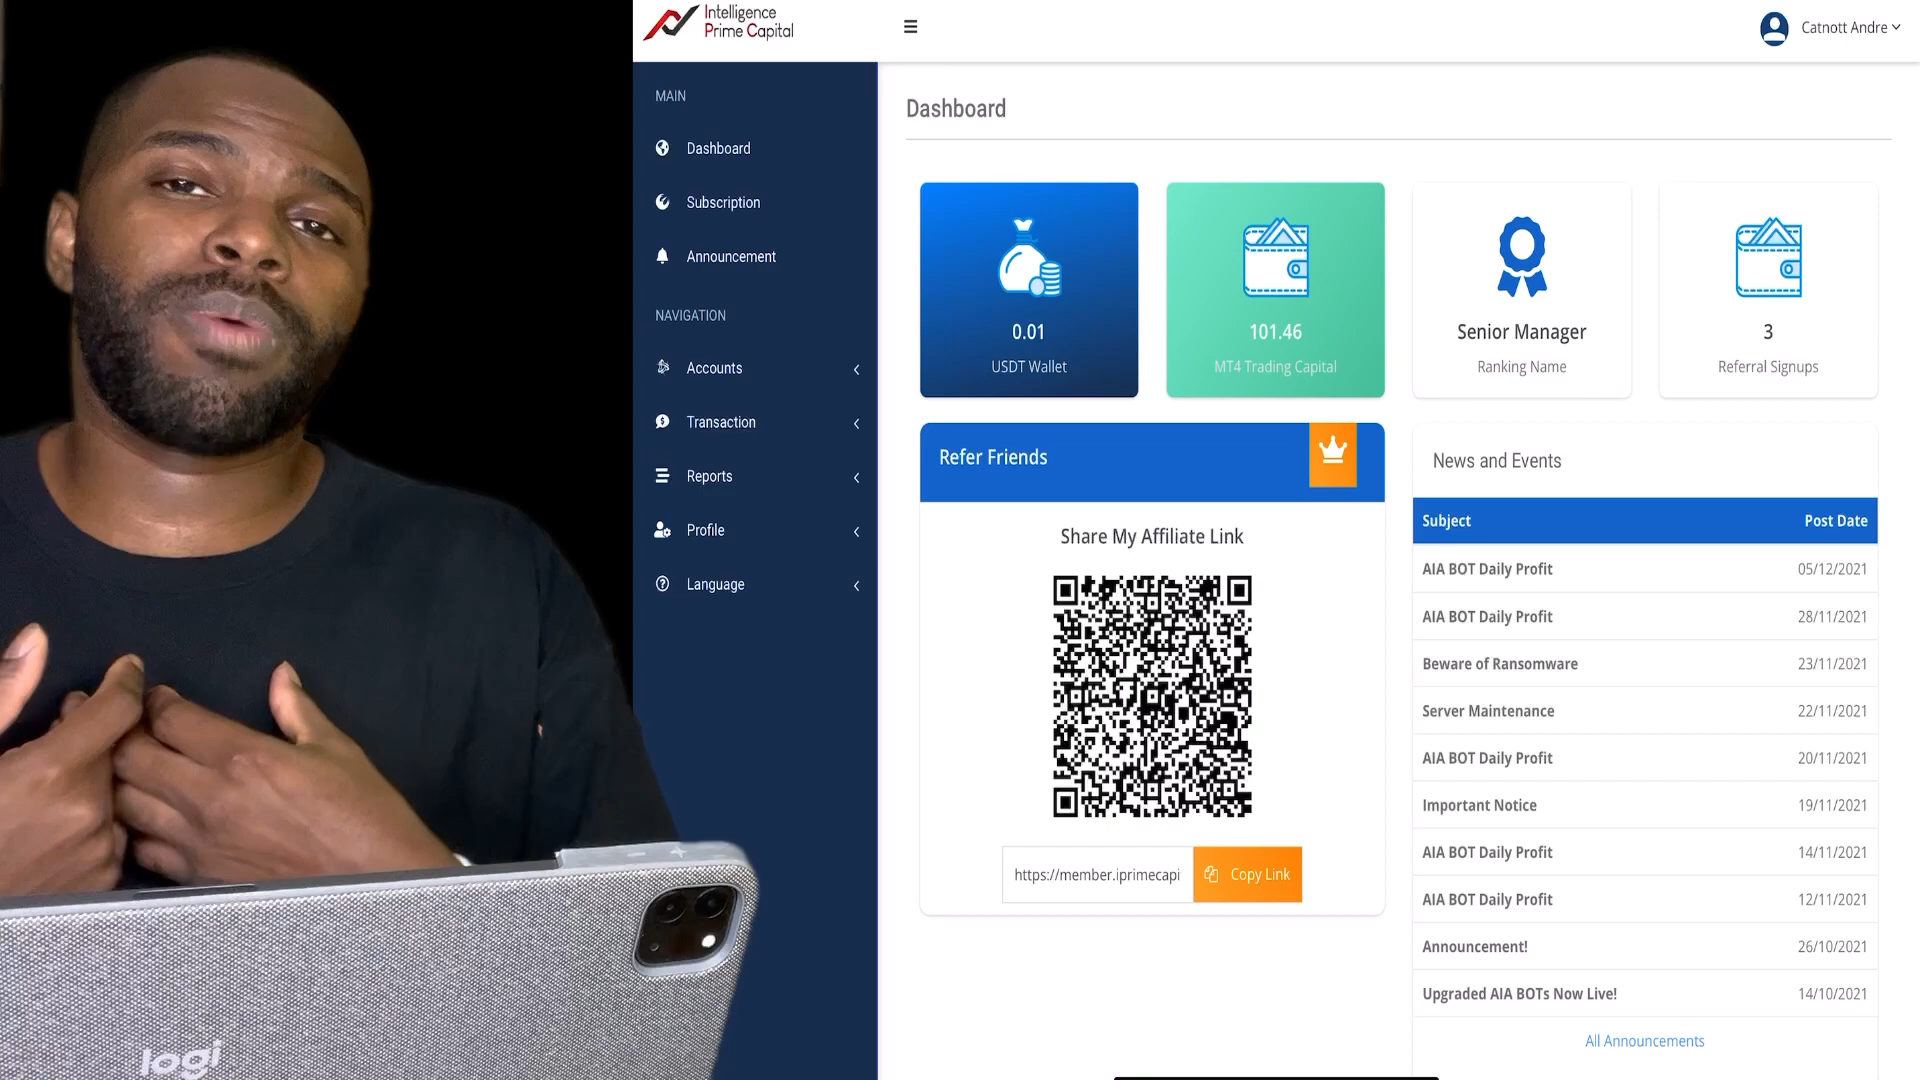 Intelligence
Prime Capital
Catnott Andre
MAIN
Dashboard
Subscription
Announcement
NAVIGATION
Accounts
Transaction
Reports
Profile
Language
Dashboard
0.01
USDT Wallet
101.46
MT4 Trading Capital
Senior Manager
Ranking Name
3
Referral Signups
Refer Friends
Share My Affiliate Link
https://member.iprimecapi
Copy Link
News and Events
Subject Post Date
AIA BOT Daily Profit 05/12/2021
AIA BOT Daily Profit 28/11/2021
Beware of Ransomware 23/11/2021
Server Maintenance 22/11/2021
AIA BOT Daily Profit 20/11/2021
Important Notice 19/11/2021
AIA BOT Daily Profit 14/11/2021
AIA BOT Daily Profit 12/11/2021
Announcement! 26/10/2021
Upgraded AIA BOTs Now Live! 14/10/2021
All Announcements
logi